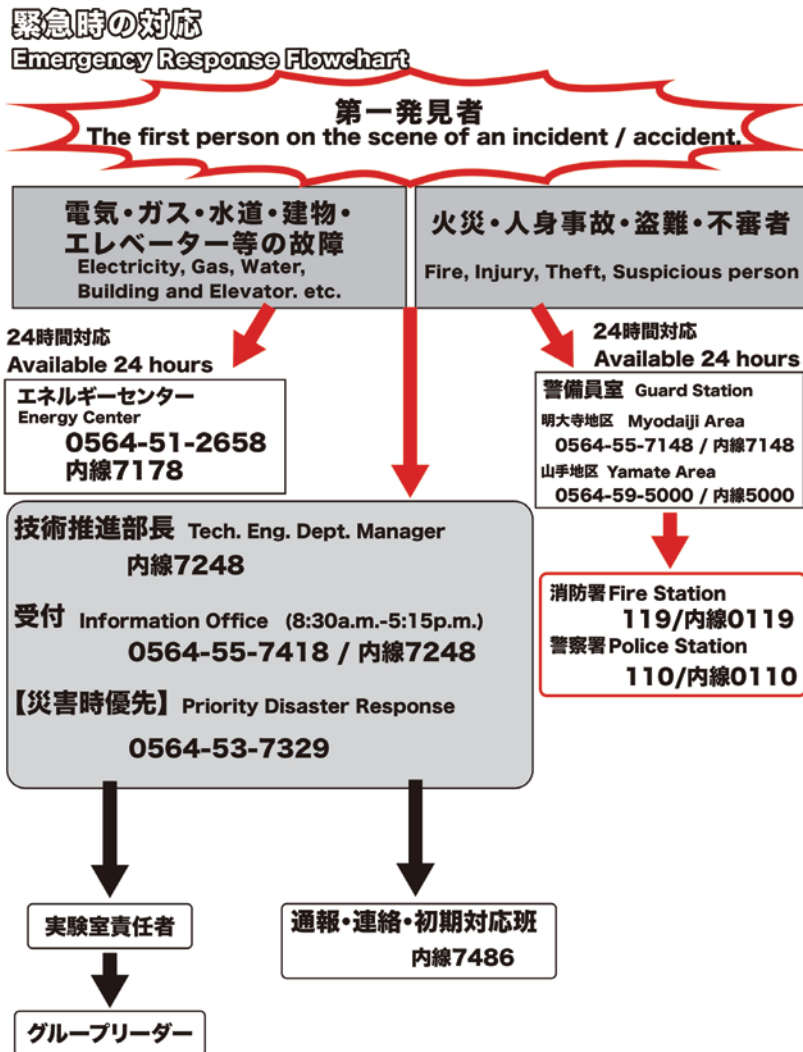 緊急時の対応
Emergency Response Flowchart
第一発見者
The first person on the scene of an incident / accident.
電気・ガス・水道・建物・
エレベーター等の故障
Electricity, Gas, Water,
Building and Elevator. etc.
火災・人身事故・盗難・不審者
Fire, Injury, Theft, Suspicious person
24時間対応
Available 24 hours
エネルギーセンター
Energy Center
0564-51-2658
内線7178
24時間対応
Available 24 hours
警備員室 Guard Station
明大寺地区 Myodaiji Area
0564-55-7148 / 内線7148
山手地区 Yamate Area
0564-59-5000 / 内線5000
消防署Fire Station
119/内線0119
警察署Police Station
110/内線0110
技術推進部長 Tech. Eng. Dept. Manager
内線7248
受付 Information Office (8:30a.m.-5:15p.m.)
0564-55-7418 / 内線7248
【災害時優先】 Priority Disaster Response
0564-53-7329
実験室責任者
グループリーダー
通報・連絡・初期対応班
内線7486